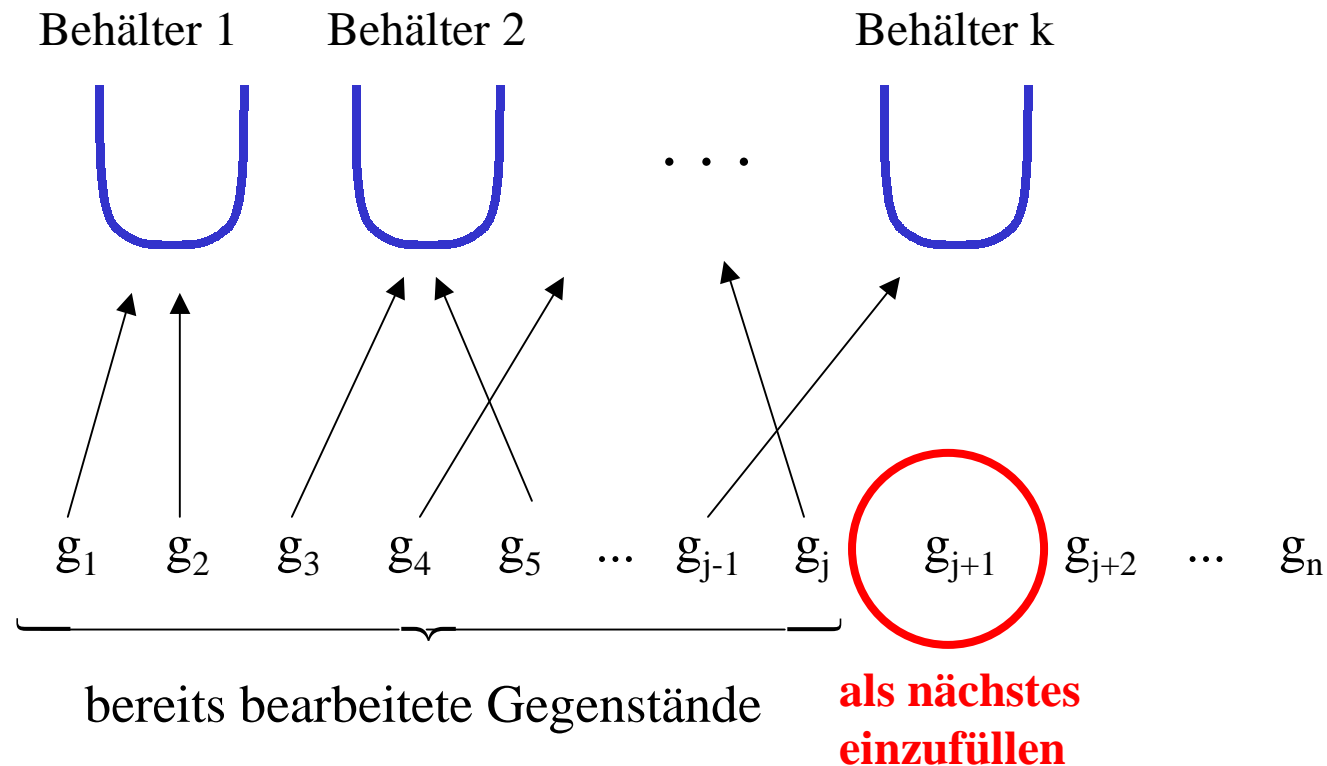 Behälter 1 Behälter 2 Behälter k
. . .
g1 g2 g3 g4 g5 ... gj-1 gj gj+1 gj+2 ... gn
bereits bearbeitete Gegenstände
als nächstes
einzufüllen